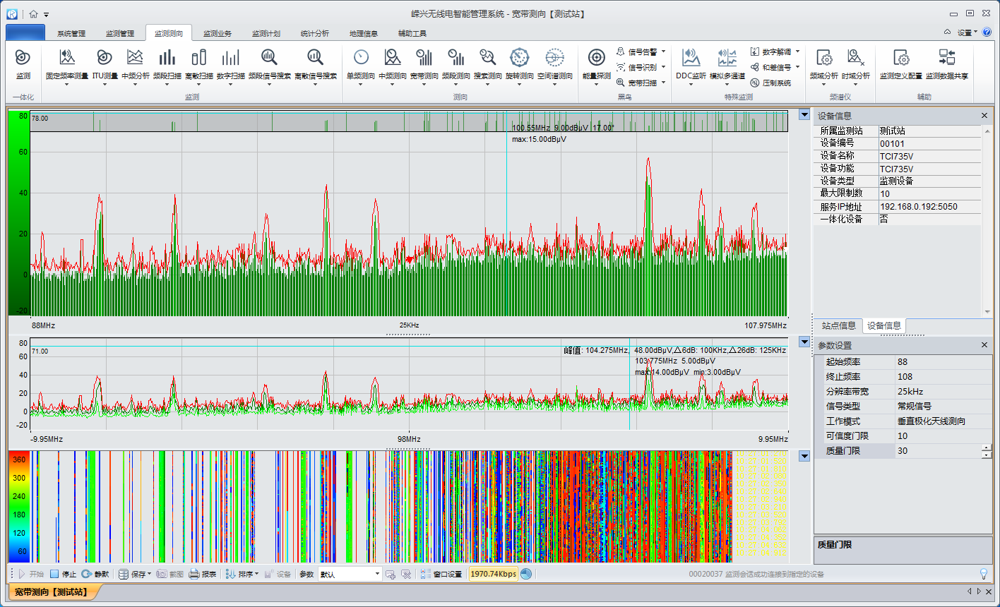 嵘兴无线电智能管理系统 - 宽带测向【测试站】
系统管理 监测管理 监测测向 监测业务 监测计划 统计分析 地理信息 辅助工具 设置
监测 固定频率测量 ITU测量 中频分析 频段扫描 离散扫描 数字扫描 频段信号搜索 离散信号搜索 单频测向 中频测向 宽带测向 频段测向 搜索测向 旋转测向 空间谱测向 能量探测 信号告警 信号识别 宽带扫描 DDC监听 模拟多通道 数字解调 和差信号 压制系统 频域分析 时域分析 监测定义配置 监测数据共享
一体化 监测 测向 黑鸟 特殊监测 频谱仪 辅助
80
60
40
20
0
-20
78.00
100.55MHz 9.00dBμV 17.00°
max:15.00dBμV
88MHz 25KHz 107.975MHz
80
60
40
20
0
-20
71.00
峰值: 104.275MHz, 48.00dBμV,△6dB: 100KHz,△26dB: 125KHz
103.775MHz 5.00dBμV
max:14.00dBμV min:3.00dBμV
-9.95MHz 98MHz 9.95MHz
360
300
240
180
120
60
设备信息
所属监测站 测试站
设备编号 00101
设备名称 TCI735V
设备功能 TCI735V
设备类型 监测设备
最大限制数 10
服务IP地址 192.168.0.192:5050
一体化设备 否
站点信息 设备信息
参数设置
起始频率 88
终止频率 108
分辨率带宽 25kHz
信号类型 常规信号
工作模式 垂直极化天线测向
可信度门限 10
质量门限 30
质量门限
开始 停止 静默 保存 截图 报表 排序 设备 参数 默认 窗口设置 1970.74Kbps 00020037 监测会话成功连接到指定的设备
宽带测向【测试站】